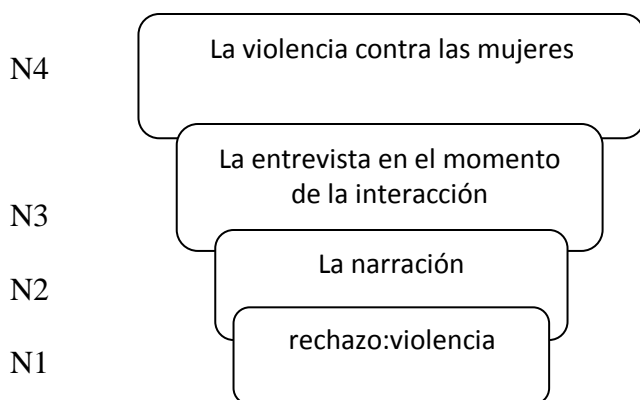 N4
La violencia contra las mujeres
La entrevista en el momento
de la interacción
N3
La narración
N2
rechazo:violencia
N1